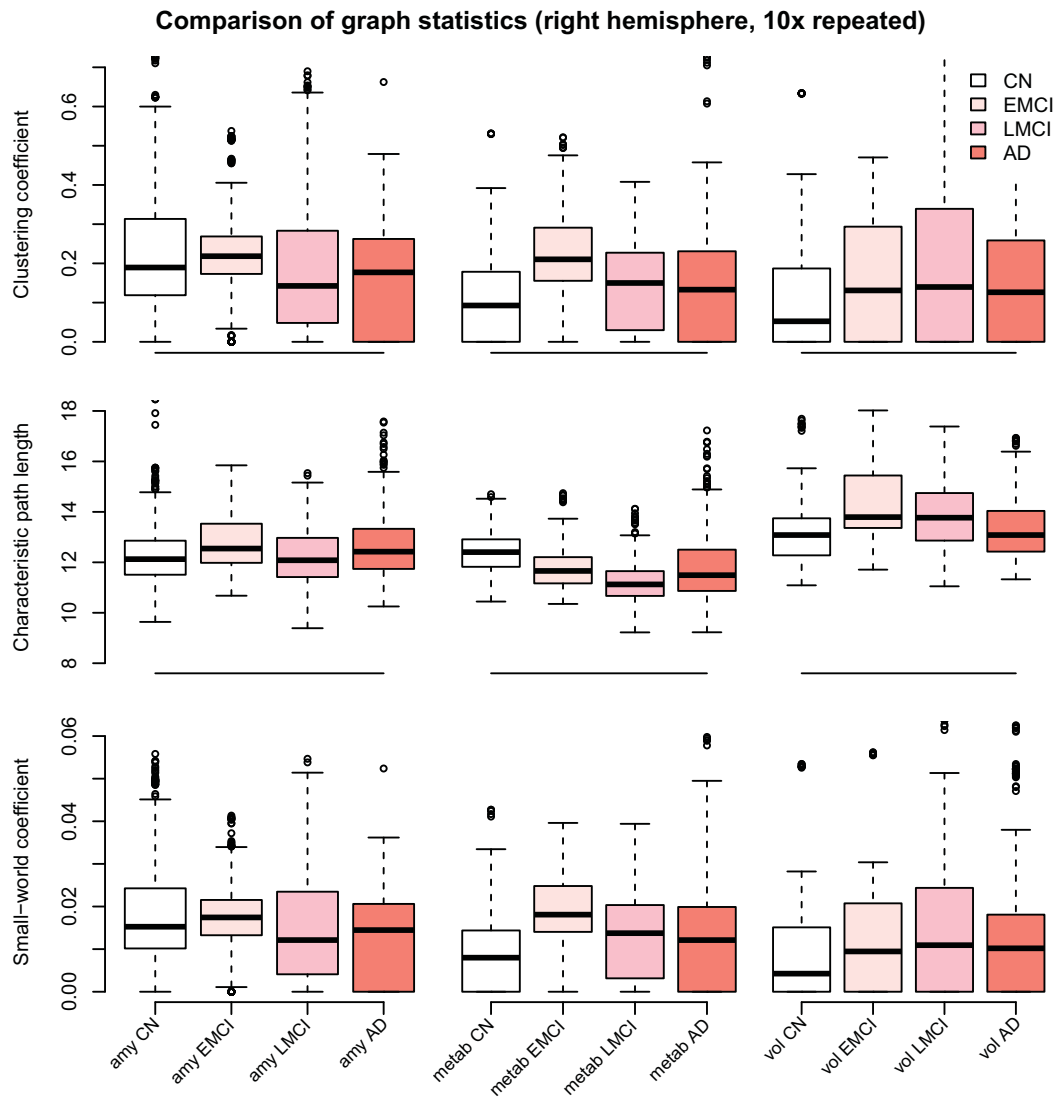 Comparison of graph statistics (right hemisphere, 10x repeated)
Clustering coefficient
0.6
0.4
0.2
0.0
CN
EMCI
LMCI
AD
Characteristic path length
18
16
14
12
10
8
Small−world coefficient
0.06
0.04
0.02
0.00
amy CN
amy EMCI
amy LMCI
amy AD
metab CN
metab EMCI
metab LMCI
metab AD
vol CN
vol EMCI
vol LMCI
vol AD